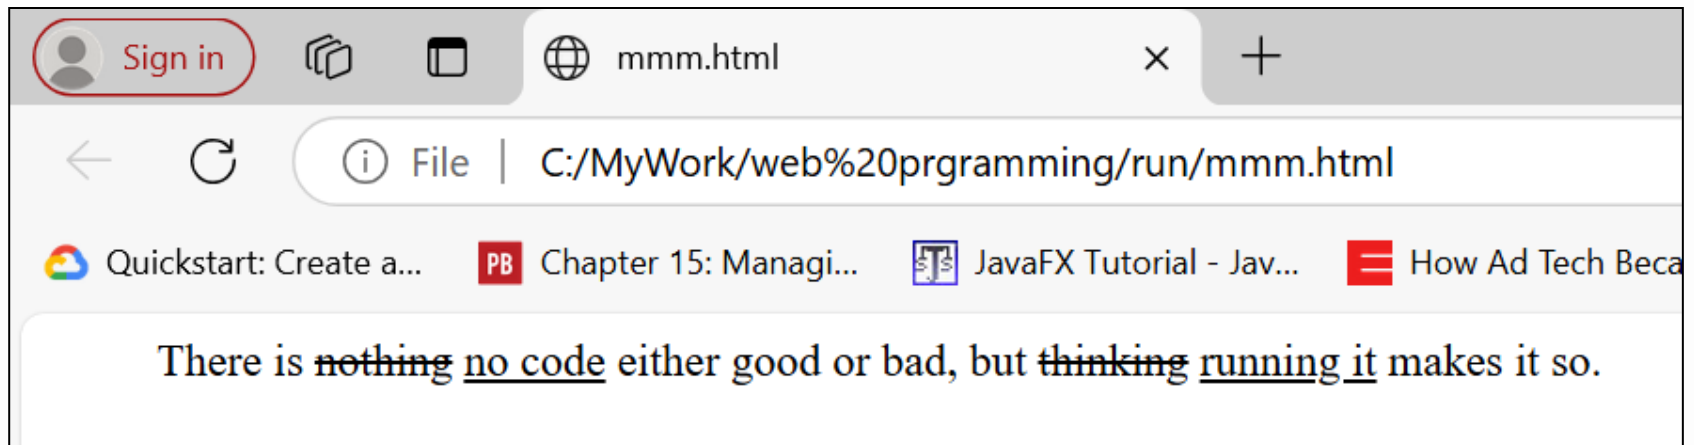 Sign in mmm.html
File C:/MyWork/web%20prgramming/run/mmm.html
Quickstart: Create a... PB Chapter 15: Managi... JavaFX Tutorial - Jav... How Ad Tech Beca
There is nothing no code either good or bad, but thinking running it makes it so.